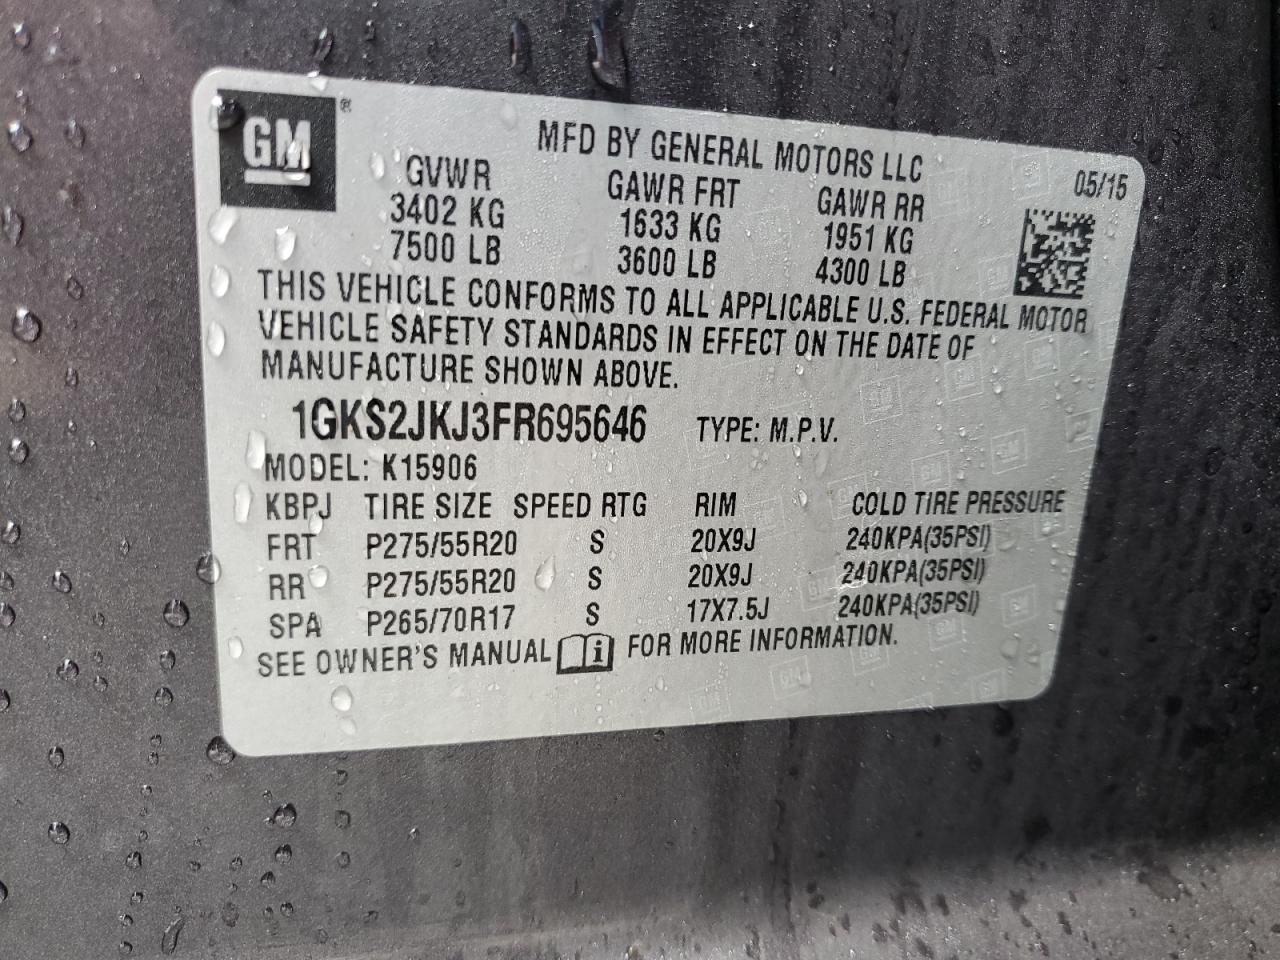 GM ®
MFD BY GENERAL MOTORS LLC
05/15
GVWR GAWR FRT GAWR RR
3402 KG 1633 KG 1951 KG
7500 LB 3600 LB 4300 LB
THIS VEHICLE CONFORMS TO ALL APPLICABLE U.S. FEDERAL MOTOR
VEHICLE SAFETY STANDARDS IN EFFECT ON THE DATE OF
MANUFACTURE SHOWN ABOVE.
1GKS2JKJ3FR695646 TYPE: M.P.V.
MODEL: K15906
KBPJ TIRE SIZE SPEED RTG RIM COLD TIRE PRESSURE
FRT P275/55R20 S 20X9J 240KPA(35PSI)
RR P275/55R20 S 20X9J 240KPA(35PSI)
SPA P265/70R17 S 17X7.5J 240KPA(35PSI)
SEE OWNER'S MANUAL i FOR MORE INFORMATION.